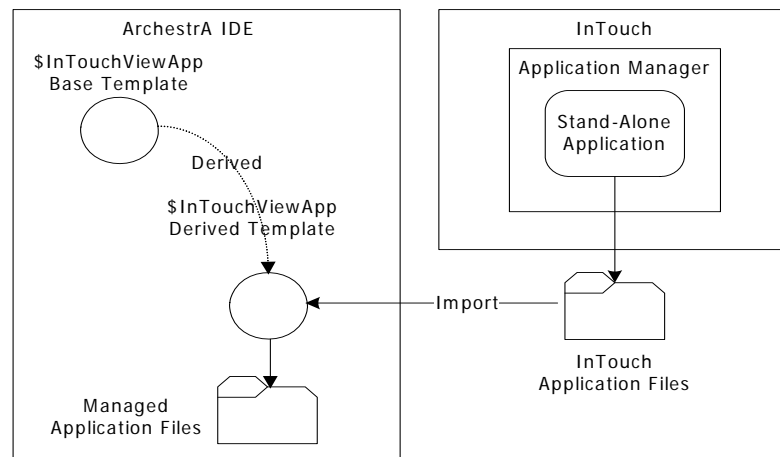 ArchestrA IDE
$InTouchViewApp
Base Template
Derived
$InTouchViewApp
Derived Template
Managed
Application Files
Import
InTouch
Application Manager
Stand-Alone
Application
InTouch
Application Files